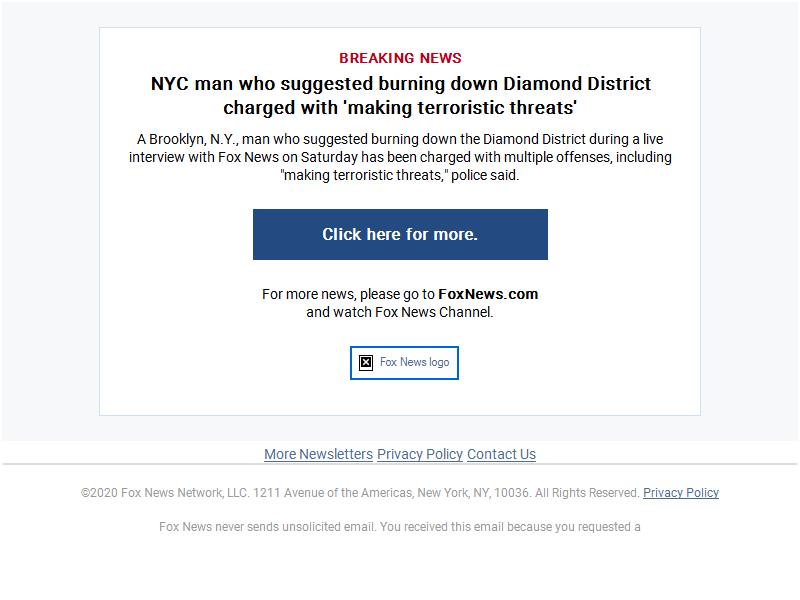 BREAKING NEWS
NYC man who suggested burning down Diamond District
charged with 'making terroristic threats'
A Brooklyn, N.Y., man who suggested burning down the Diamond District during a live
interview with Fox News on Saturday has been charged with multiple offenses, including
"making terroristic threats," police said.
Click here for more.
For more news, please go to FoxNews.com
and watch Fox News Channel.
Fox News logo
More Newsletters Privacy Policy Contact Us
©2020 Fox News Network, LLC. 1211 Avenue of the Americas, New York, NY, 10036. All Rights Reserved. Privacy Policy
Fox News never sends unsolicited email. You received this email because you requested a